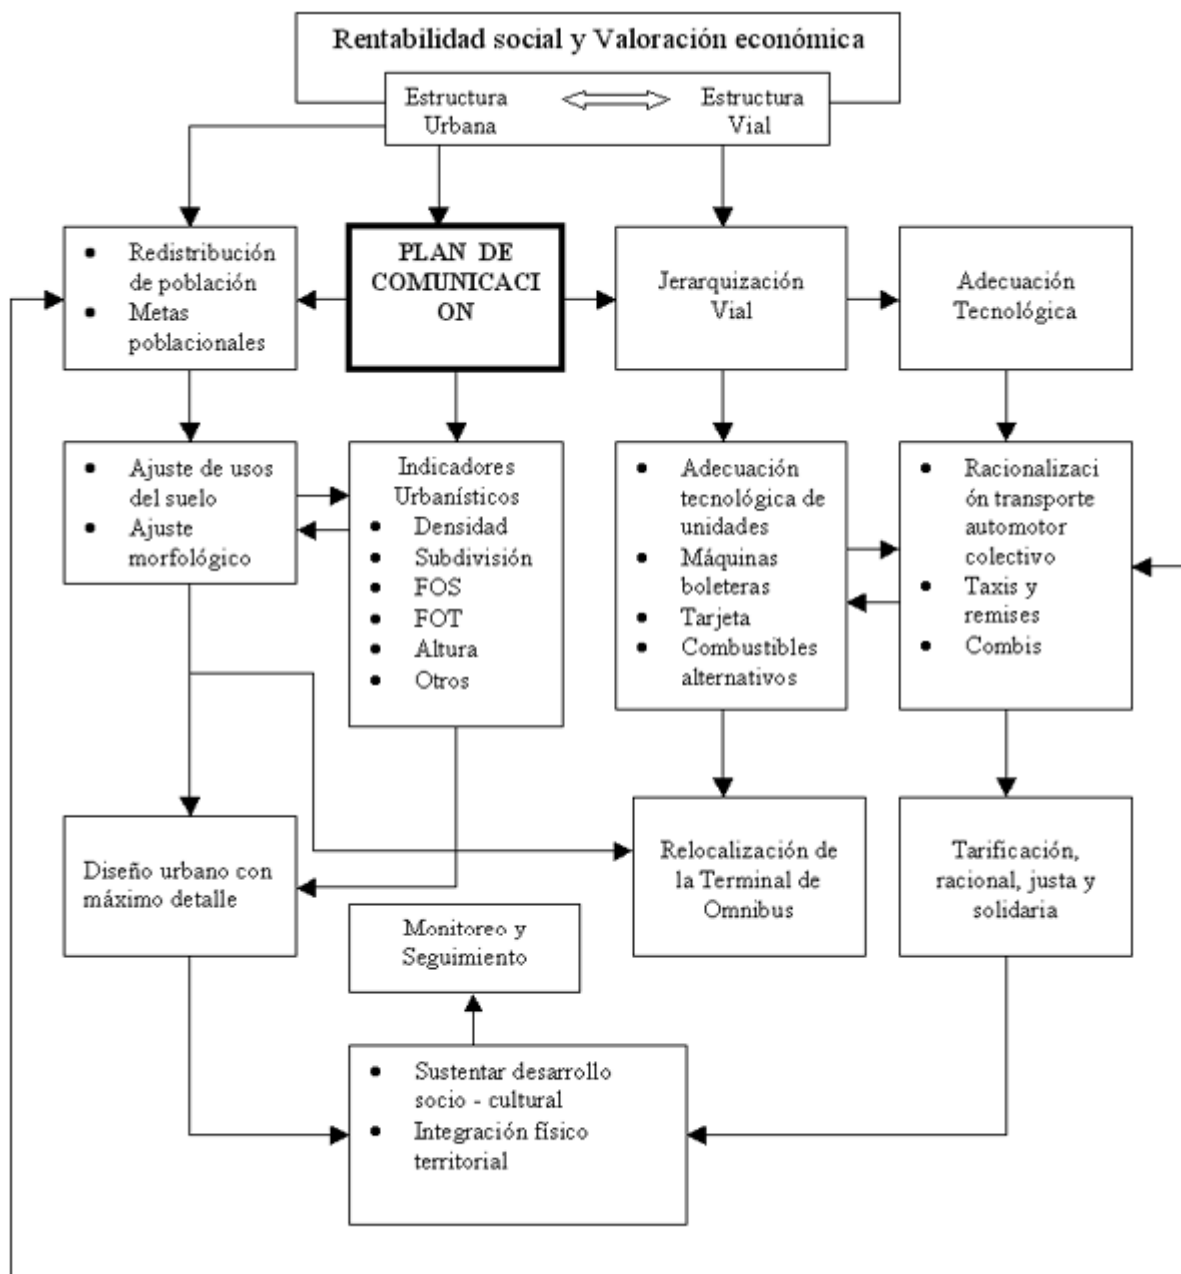 Rentabilidad social y Valoración económica
Estructura
Urbana
Estructura
Vial
Redistribución
de población
Metas
poblacionales
PLAN DE
COMUNICACI
ON
Jerarquización
Vial
Adecuación
Tecnológica
Ajuste de usos
del suelo
Ajuste
morfológico
Indicadores
Urbanísticos
Densidad
Subdivisión
FOS
FOT
Altura
Otros
Adecuación
tecnológica de
unidades
Máquinas
boleteras
Tarjeta
Combustibles
alternativos
Racionalizaci
ón transporte
automotor
colectivo
Taxis y
remises
Combis
Diseño urbano con
máximo detalle
Relocalización de
la Terminal de
Omnibus
Tarificación,
racional, justa y
solidaria
Monitoreo y
Seguimiento
Sustentar desarrollo
socio - cultural
Integración físico
territorial